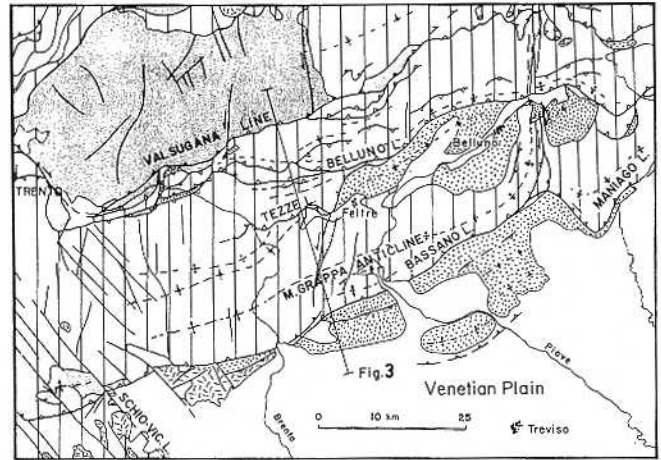 VALSUGANA LINE
TRENTO
BELLUNO L.
Belluno
MANIAGO L.
TEZZE L.
Feltre
M. GRAPPA ANTICLINE
BASSANO L.
Fig.3
Piave
Venetian Plain
SCHIO-VIC. L.
Brenta
0 10 km 25
Treviso